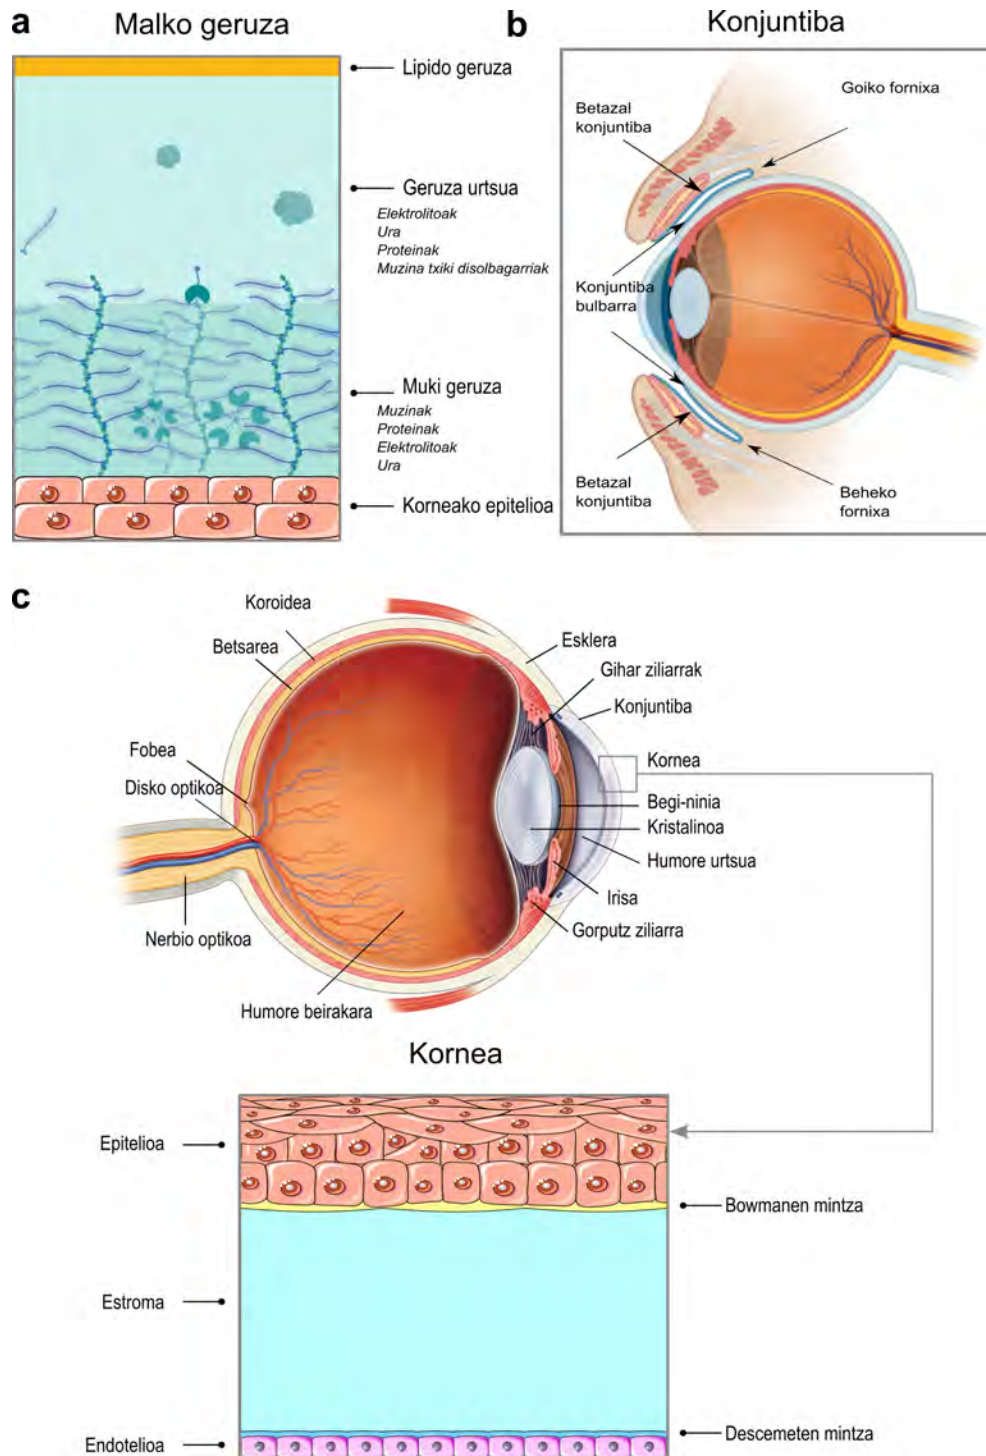 a
Malko geruza
Lipido geruza
Geruza urtsua
Elektrolitoak
Ura
Proteinak
Muzina txiki disolbagarriak
Muki geruza
Muzinak
Proteinak
Elektrolitoak
Ura
Korneako epitelioa
b
Konjuntiba
Goiko fornixa
Betazal
konjuntiba
Konjuntiba
bulbarra
Betazal
konjuntiba
Beheko
fornixa
c
Koroidea
Betsarea
Fobea
Disko optikoa
Nerbio optikoa
Humore beirakara
Esklera
Gihar ziliarrak
Konjuntiba
Kornea
Begi-ninia
Kristalinoa
Humore urtsua
Irisa
Gorputz ziliarra
Kornea
Epitelioa
Bowmanen mintza
Estroma
Descemeten mintza
Endotelioa